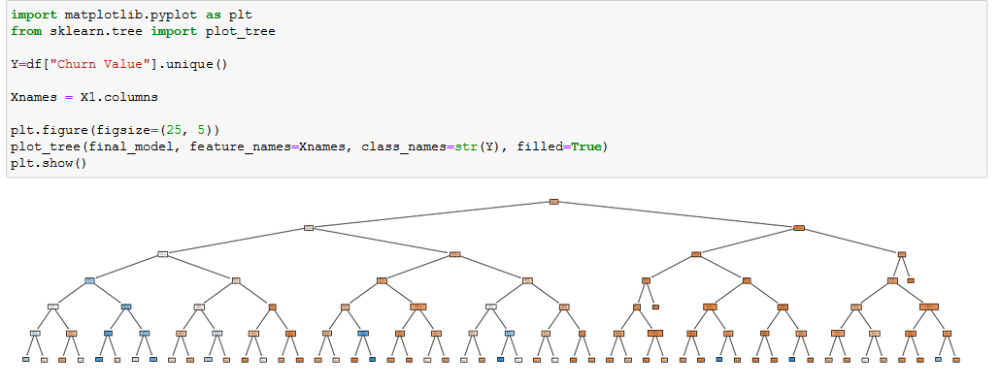 import matplotlib.pyplot as plt
from sklearn.tree import plot_tree
Y=df["Churn Value"].unique()
Xnames = X1.columns
plt.figure(figsize=(25, 5))
plot_tree(final_model, feature_names=Xnames, class_names=str(Y), filled=True)
plt.show()